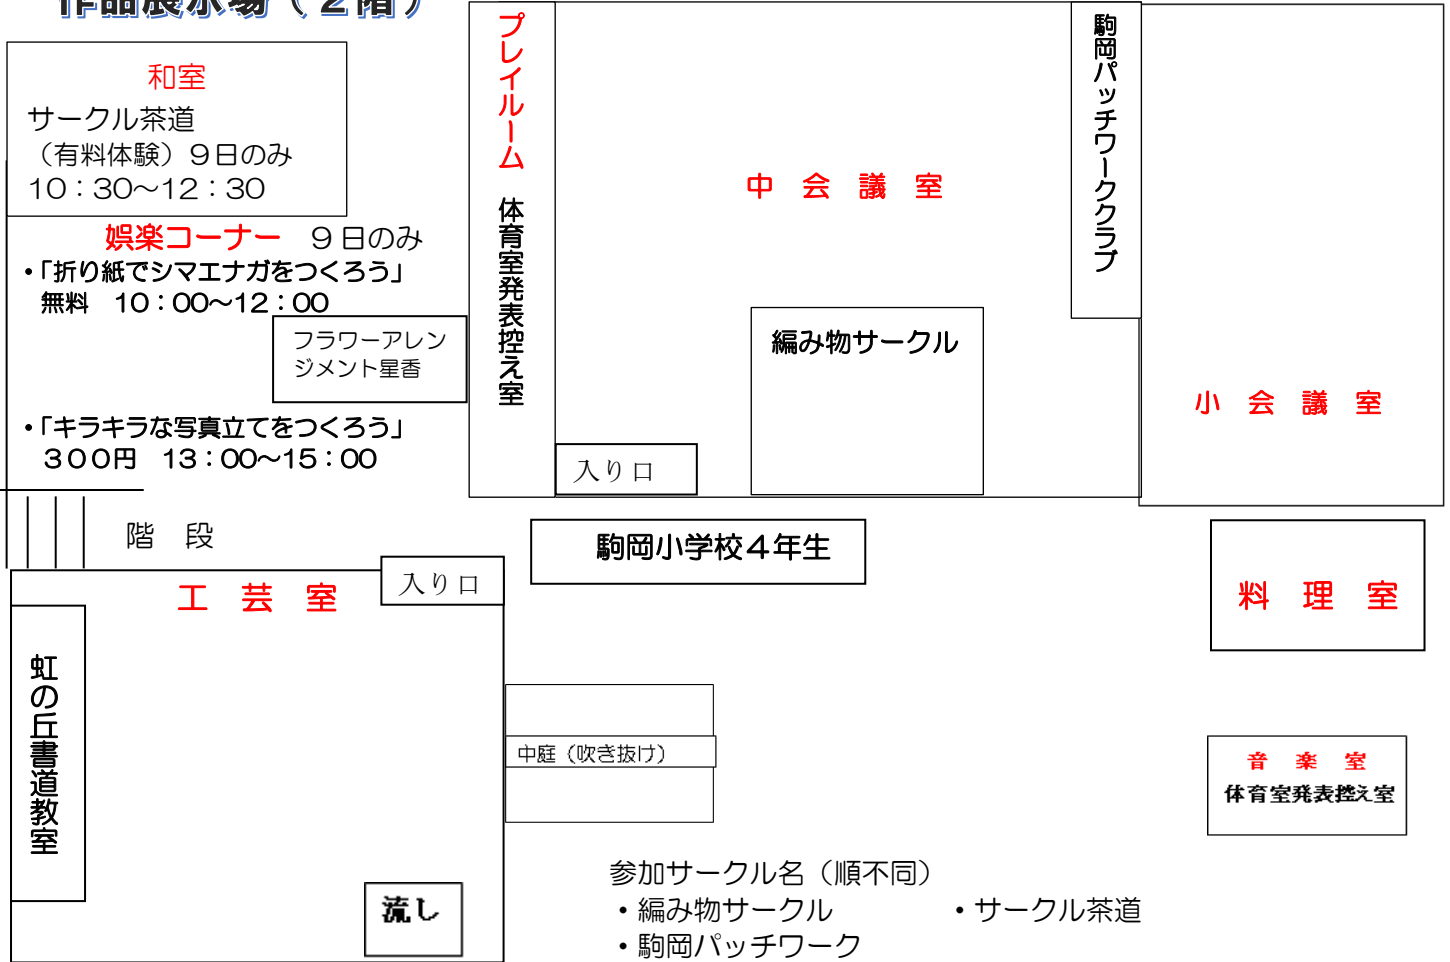 作品展示場（２階）
和室
サークル茶道
（有料体験）９日のみ
１０：３０～１２：３０
娯楽コーナー　９日のみ
・「折り紙でシマエナガをつくろう」
無料　１０：００～１２：００
フラワーアレン
ジメント星香
・「キラキラな写真立てをつくろう」
３００円　１３：００～１５：００
階　段
プレイルーム　体育室発表控え室
中　会　議　室
駒岡パッチワーククラブ
編み物サークル
入り口
小　会　議　室
駒岡小学校４年生
料　理　室
工　芸　室
入り口
虹の丘書道教室
中庭（吹き抜け）
音　楽　室
体育室発表控え室
流し
参加サークル名（順不同）
・編み物サークル　・サークル茶道
・駒岡パッチワーク